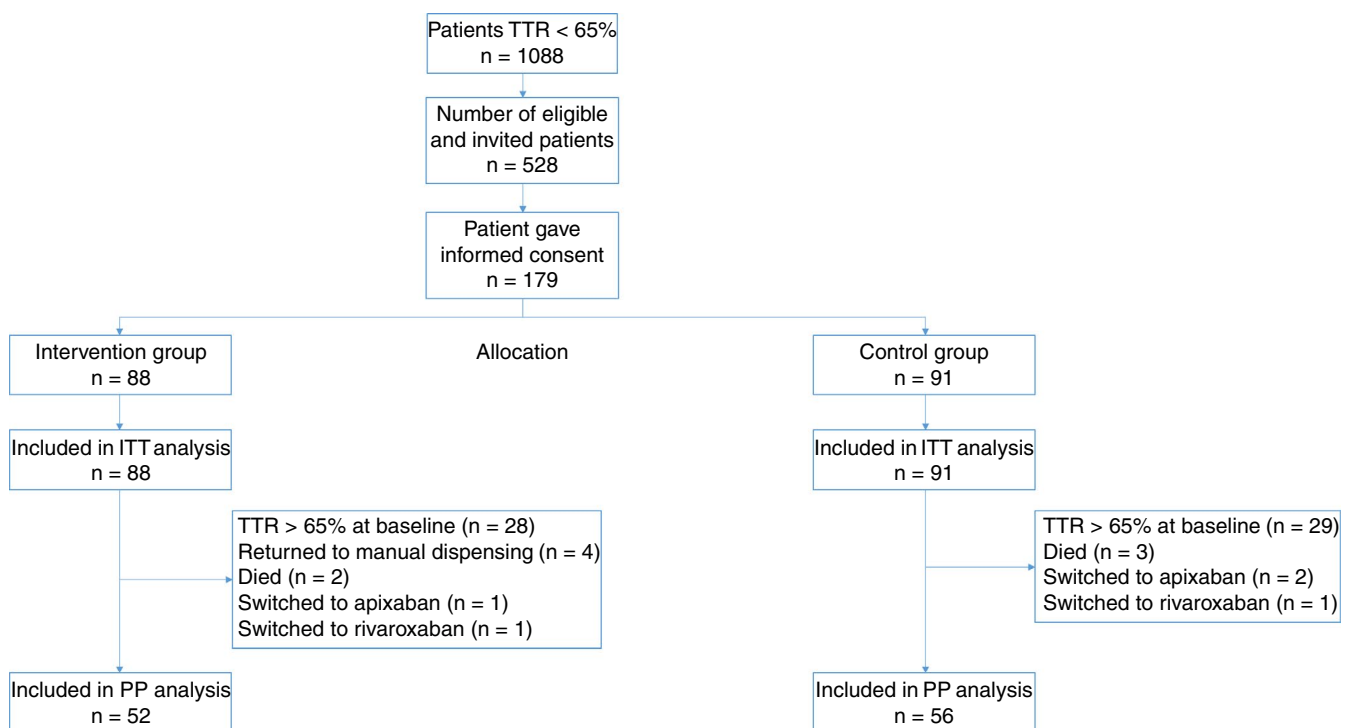 Patients TTR < 65%
n = 1088
Number of eligible
and invited patients
n = 528
Patient gave
informed consent
n = 179
Intervention group
n = 88
Allocation
Control group
n = 91
Included in ITT analysis
n = 88
Included in ITT analysis
n = 91
TTR > 65% at baseline (n = 28)
Returned to manual dispensing (n = 4)
Died (n = 2)
Switched to apixaban (n = 1)
Switched to rivaroxaban (n = 1)
TTR > 65% at baseline (n = 29)
Died (n = 3)
Switched to apixaban (n = 2)
Switched to rivaroxaban (n = 1)
Included in PP analysis
n = 52
Included in PP analysis
n = 56